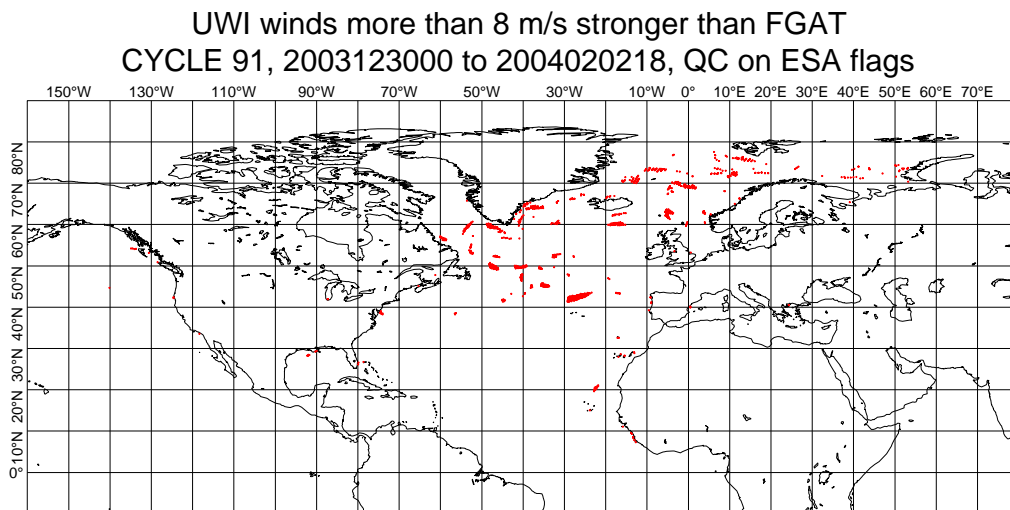 UWI winds more than 8 m/s stronger than FGAT
CYCLE 91, 2003123000 to 2004020218, QC on ESA flags
150°W 130°W 110°W 90°W 70°W 50°W 40°W 30°W 20°W 10°W 0° 10°E 20°E 30°E 40°E 50°E 60°E 70°E
80°N
70°N
60°N
50°N
40°N
30°N
20°N
10°N
0°